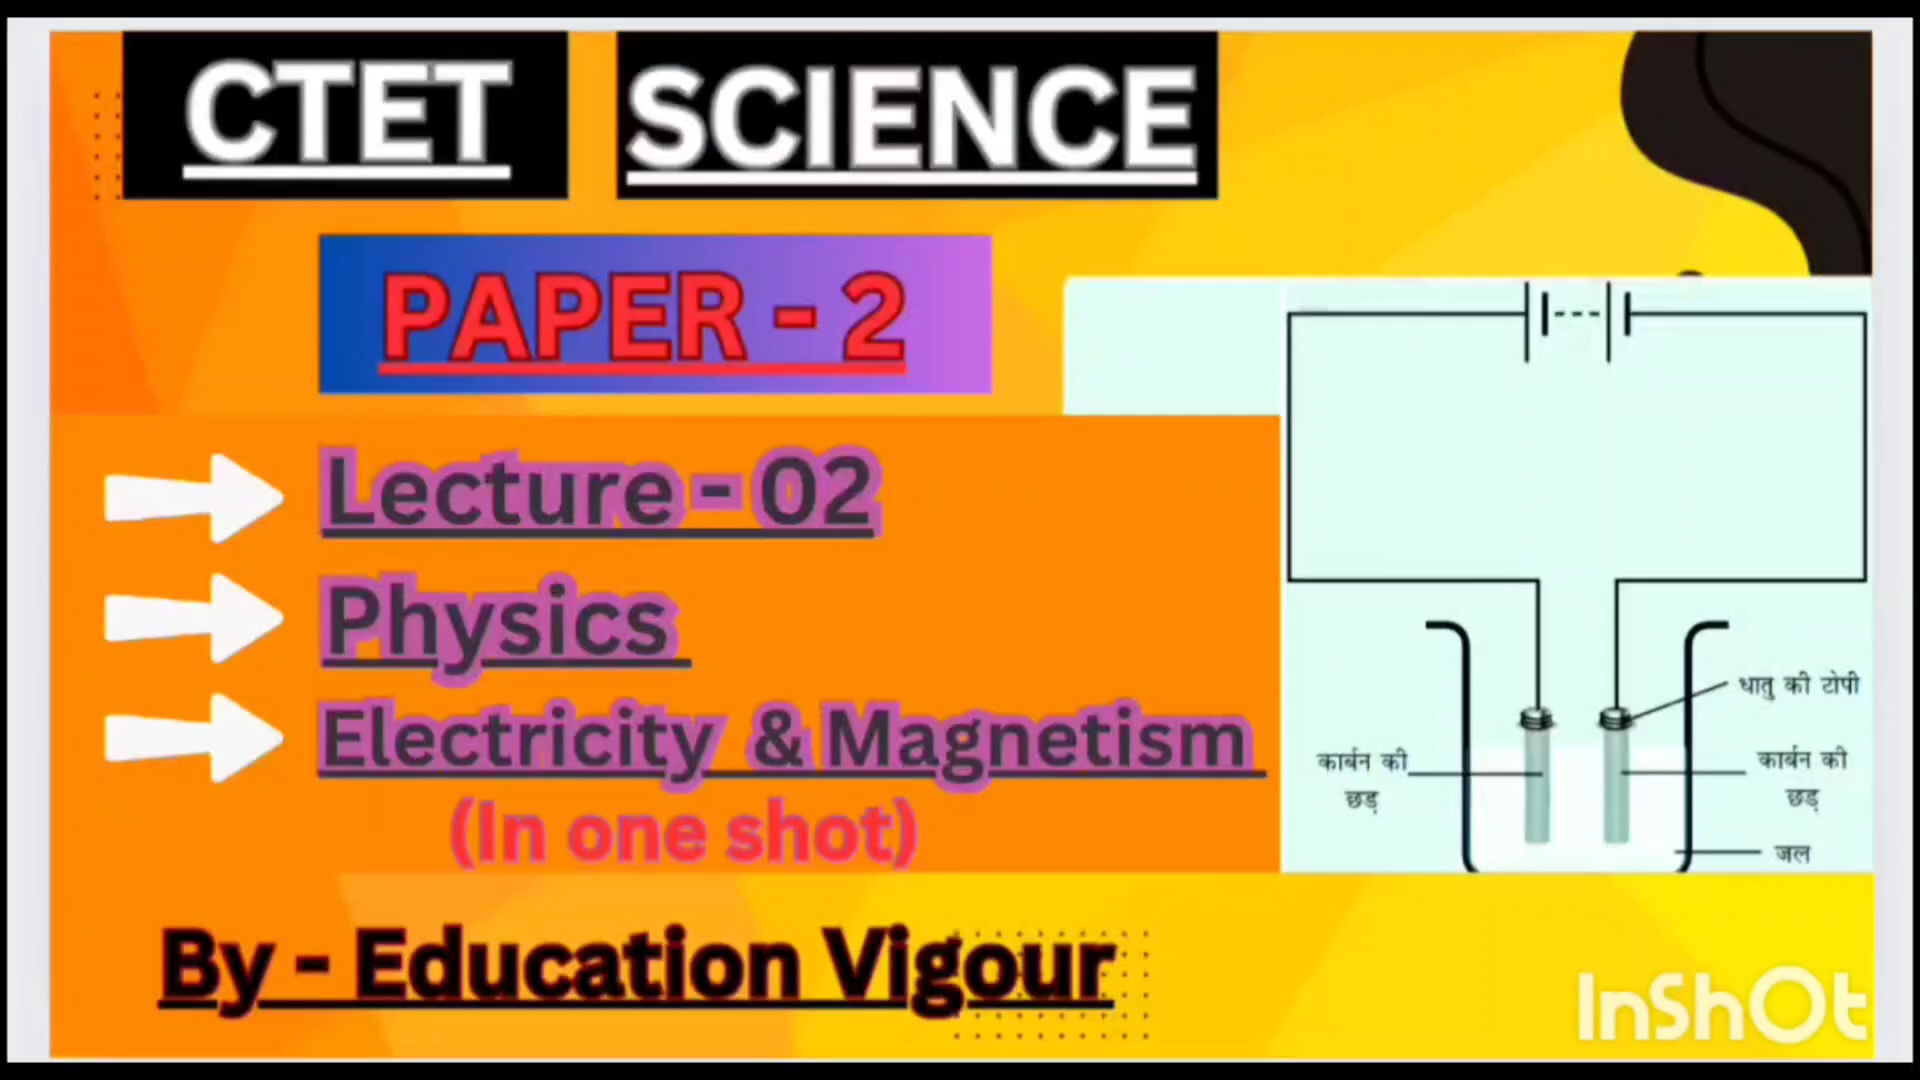 CTET SCIENCE
PAPER - 2
Lecture - 02
Physics
Electricity & Magnetism
(In one shot)
By - Education Vigour
धातु की टोपी
कार्बन की
छड़
कार्बन की
छड़
जल
InShOt